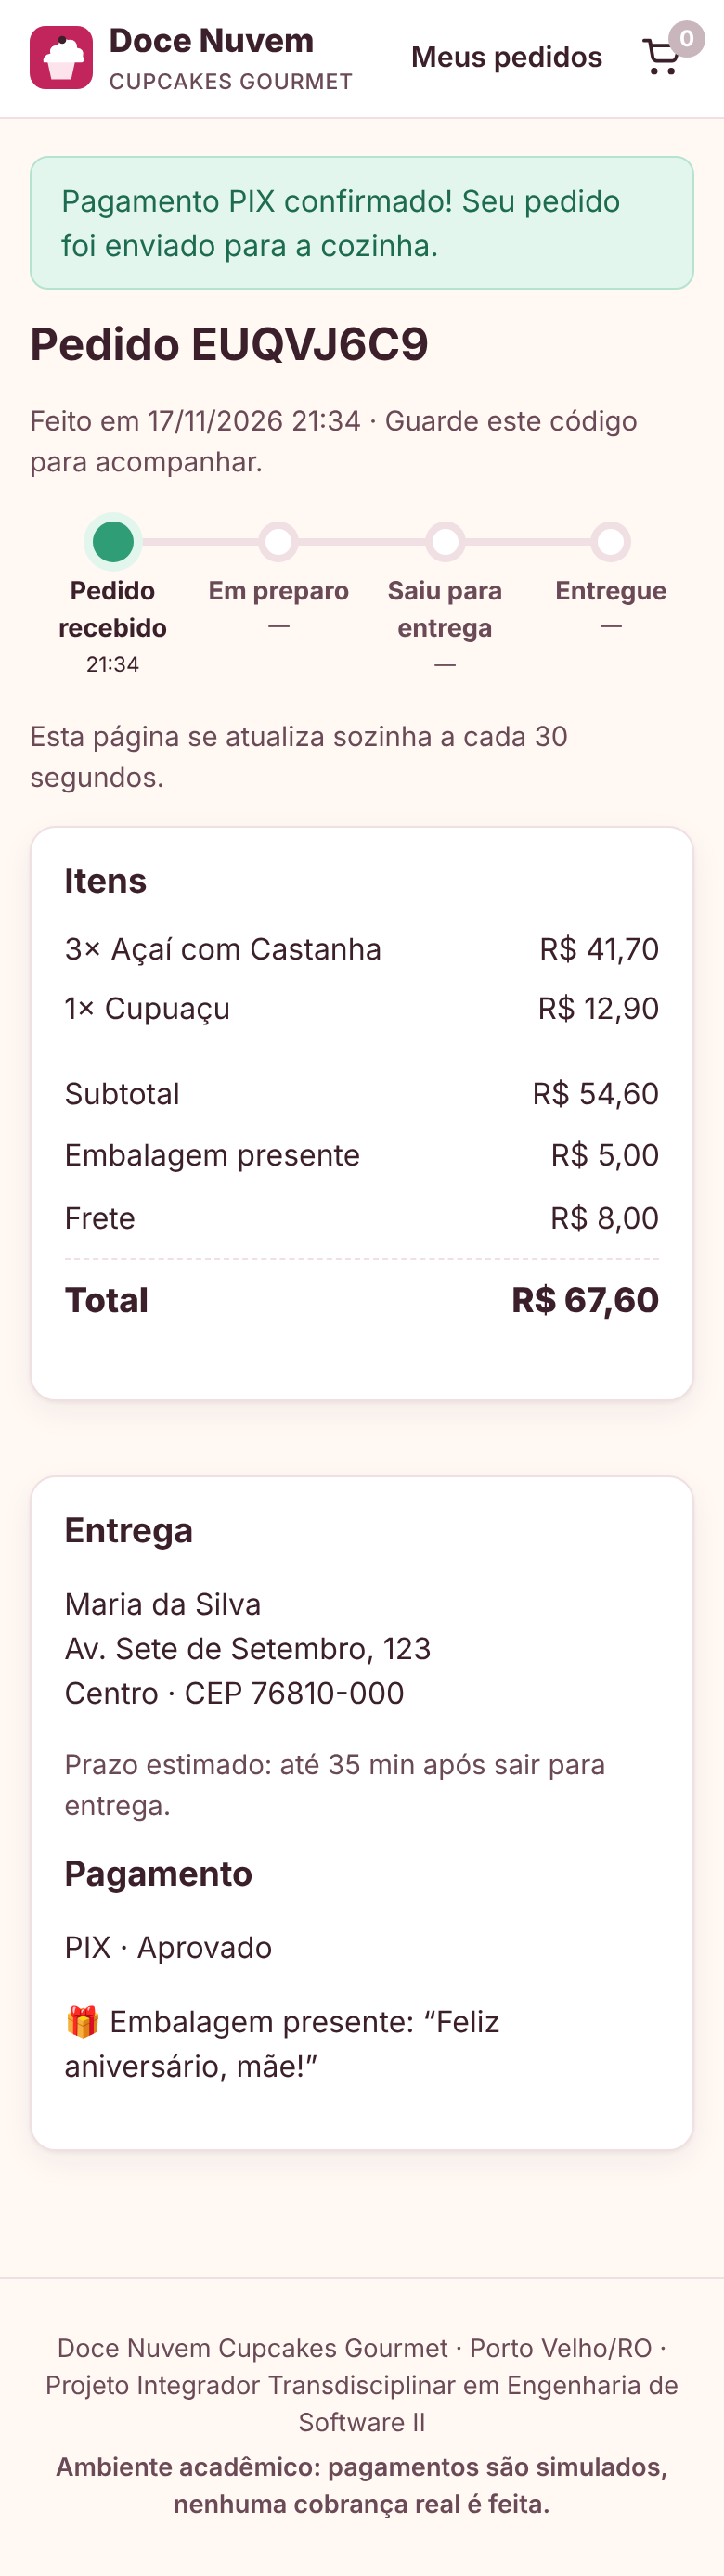 Doce Nuvem
CUPCAKES GOURMET
Meus pedidos
0
Pagamento PIX confirmado! Seu pedido
foi enviado para a cozinha.
Pedido EUQVJ6C9
Feito em 17/11/2026 21:34 · Guarde este código
para acompanhar.
Pedido
recebido
21:34
Em preparo
—
Saiu para
entrega
—
Entregue
—
Esta página se atualiza sozinha a cada 30
segundos.
Itens
3× Açaí com Castanha R$ 41,70
1× Cupuaçu R$ 12,90
Subtotal R$ 54,60
Embalagem presente R$ 5,00
Frete R$ 8,00
Total R$ 67,60
Entrega
Maria da Silva
Av. Sete de Setembro, 123
Centro · CEP 76810-000
Prazo estimado: até 35 min após sair para
entrega.
Pagamento
PIX · Aprovado
🎁 Embalagem presente: “Feliz
aniversário, mãe!”
Doce Nuvem Cupcakes Gourmet · Porto Velho/RO ·
Projeto Integrador Transdisciplinar em Engenharia de
Software II
Ambiente acadêmico: pagamentos são simulados,
nenhuma cobrança real é feita.